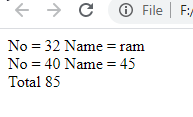 File F:/
No = 32 Name = ram
No = 40 Name = 45
Total 85